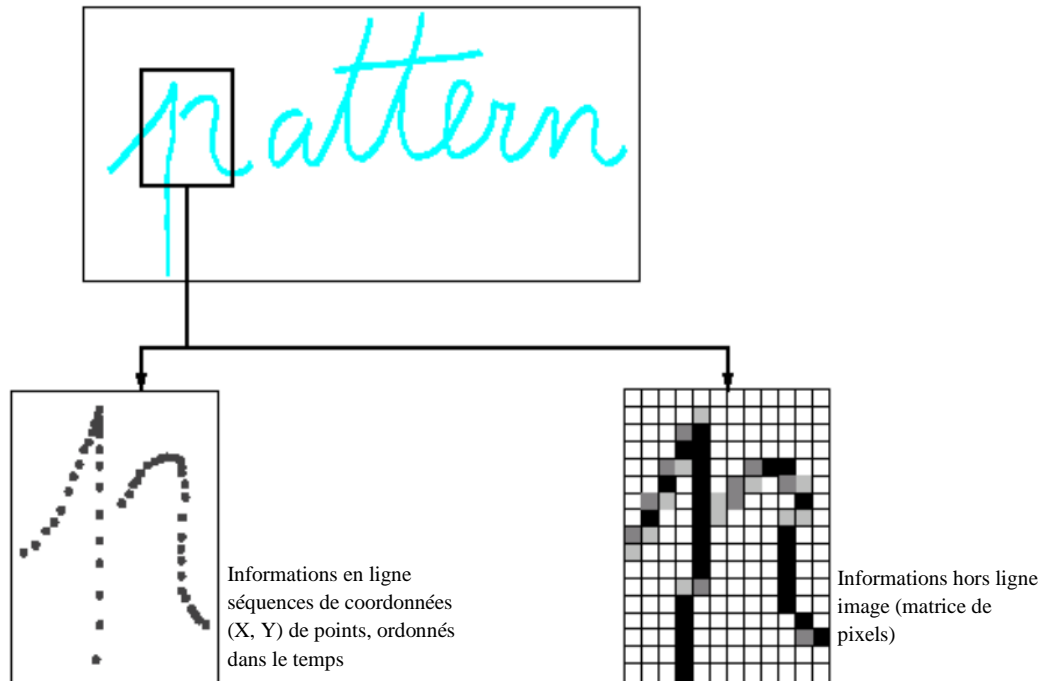 pattern
Informations en ligne
séquences de coordonnées
(X, Y) de points, ordonnés
dans le temps
Informations hors ligne
image (matrice de
pixels)